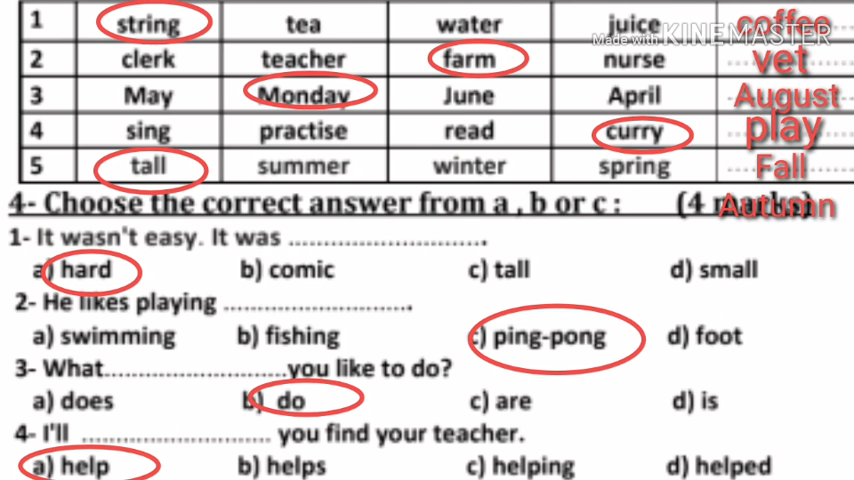 1 string tea water juice coffee
Made with KINEMASTER
2 clerk teacher farm nurse vet
3 May Monday June April August
4 sing practise read curry play
5 tall summer winter spring Fall
4- Choose the correct answer from a , b or c : (4 marks) Autumn
1- It wasn't easy. It was ..............................
a) hard b) comic c) tall d) small
2- He likes playing ..............................
a) swimming b) fishing c) ping-pong d) foot
3- What..............................you like to do?
a) does b) do c) are d) is
4- I'll .............................. you find your teacher.
a) help b) helps c) helping d) helped